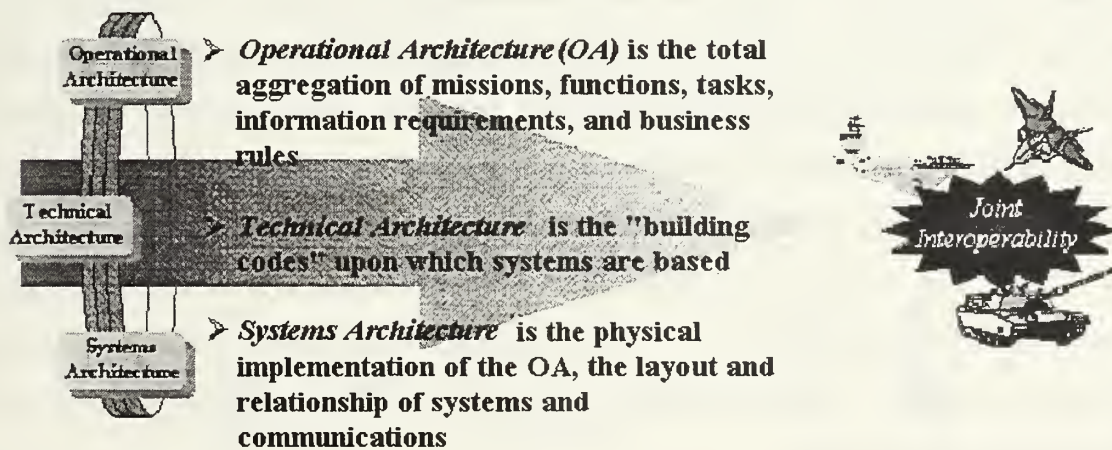 Operational
Architecture
➢ Operational Architecture (OA) is the total
aggregation of missions, functions, tasks,
information requirements, and business
rules
Technical
Architecture
➢ Technical Architecture is the "building
codes" upon which systems are based
Systems
Architecture
➢ Systems Architecture is the physical
implementation of the OA, the layout and
relationship of systems and
communications
Joint
Interoperability